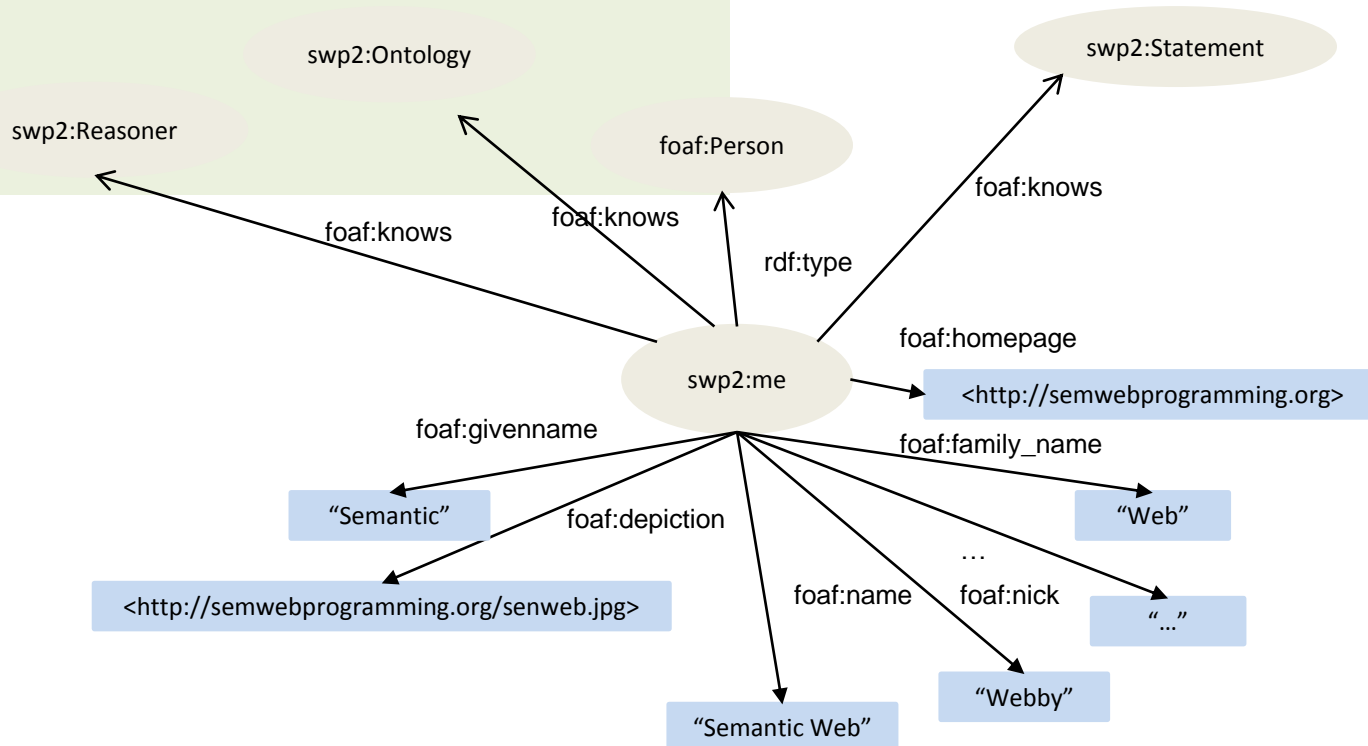 swp2:Ontology
swp2:Statement
swp2:Reasoner
foaf:Person
foaf:knows
foaf:knows
foaf:knows
rdf:type
foaf:homepage
swp2:me
<http://semwebprogramming.org>
foaf:givenname
foaf:family_name
“Semantic”
foaf:depiction
“Web”
…
<http://semwebprogramming.org/senweb.jpg>
foaf:name
foaf:nick
“…”
“Webby”
“Semantic Web”